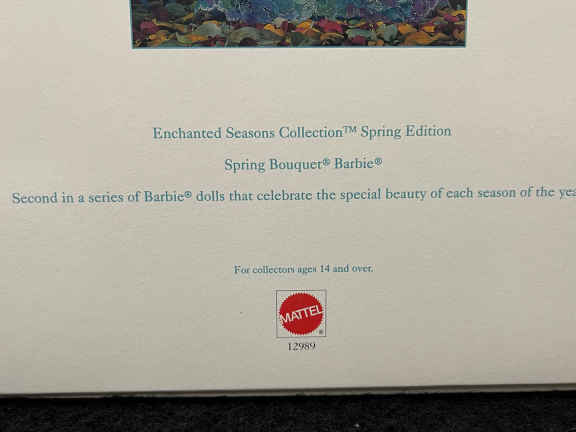 Enchanted Seasons Collection™ Spring Edition
Spring Bouquet® Barbie®
Second in a series of Barbie® dolls that celebrate the special beauty of each season of the yea
For collectors ages 14 and over.
MATTEL
®
12989